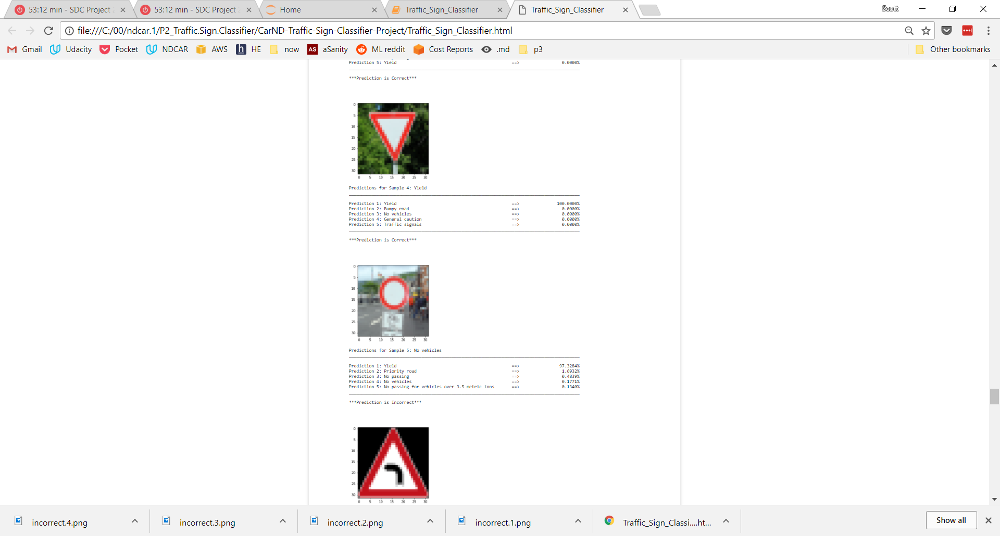 53:12 min - SDC Project 2
53:12 min - SDC Project 2
Home
Traffic_Sign_Classifier
Traffic_Sign_Classifier
Scott
file:///C:/00/ndcar.1/P2_Traffic.Sign.Classifier/CarND-Traffic-Sign-Classifier-Project/Traffic_Sign_Classifier.html
Gmail Udacity Pocket NDCAR AWS h HE now AS aSanity ML reddit Cost Reports .md p3 Other bookmarks
Prediction 5: Yield ==> 0.0000%
***Prediction is Correct***
0
5
10
15
20
25
30
0 5 10 15 20 25 30
Predictions for Sample 4: Yield
Prediction 1: Yield ==> 100.0000%
Prediction 2: Bumpy road ==> 0.0000%
Prediction 3: No vehicles ==> 0.0000%
Prediction 4: General caution ==> 0.0000%
Prediction 5: Traffic signals ==> 0.0000%
***Prediction is Correct***
0
5
10
15
20
25
30
0 5 10 15 20 25 30
Predictions for Sample 5: No vehicles
Prediction 1: Yield ==> 97.3284%
Prediction 2: Priority road ==> 1.6932%
Prediction 3: No passing ==> 0.4839%
Prediction 4: No vehicles ==> 0.1771%
Prediction 5: No passing for vehicles over 3.5 metric tons ==> 0.1340%
***Prediction is Incorrect***
0
5
10
15
20
25
30
0 5 10 15 20 25 30
incorrect.4.png
incorrect.3.png
incorrect.2.png
incorrect.1.png
Traffic_Sign_Classi....ht...
Show all